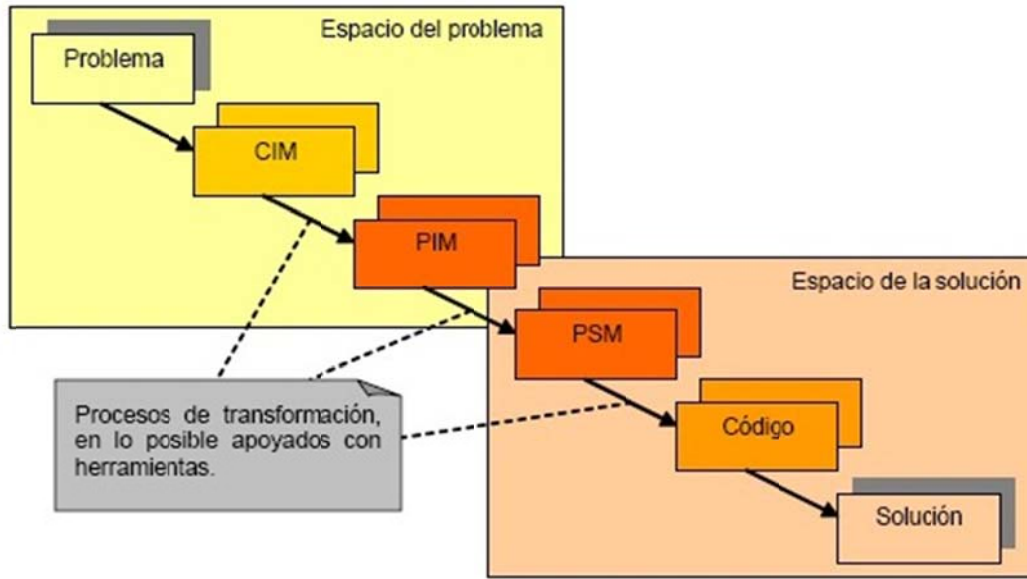 Espacio del problema
Problema
CIM
PIM
Espacio de la solución
PSM
Procesos de transformación,
en lo posible apoyados con
herramientas.
Código
Solución